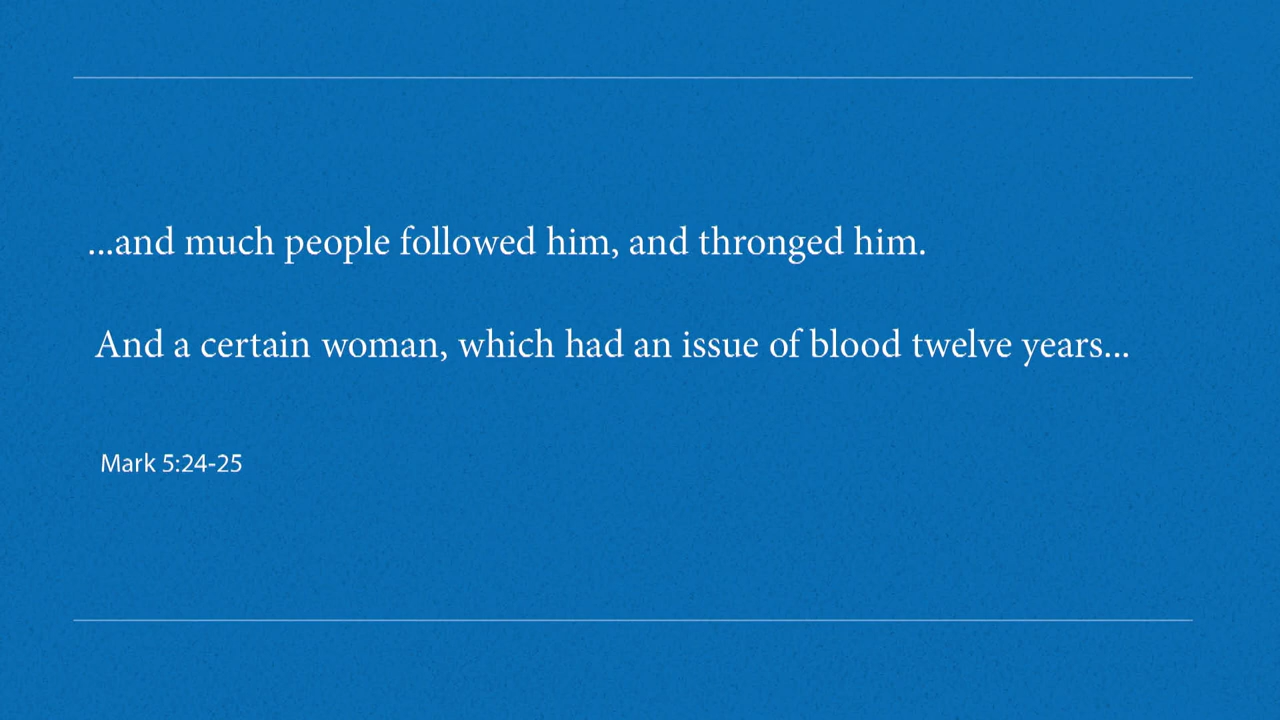 ...and much people followed him, and thronged him.
And a certain woman, which had an issue of blood twelve years...
Mark 5:24-25